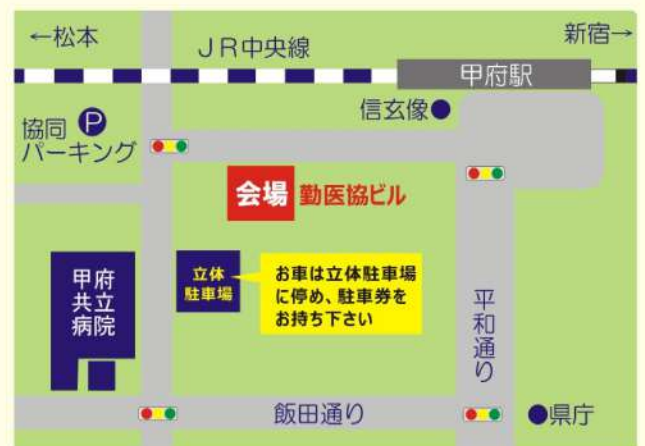 ←松本
新宿→
JR中央線
甲府駅
信玄像●
協同 P
パーキング
会場 勤医協ビル
甲府
共立
病院
立体
駐車場
お車は立体駐車場
に停め、駐車券を
お持ち下さい
平和通り
飯田通り
●県庁